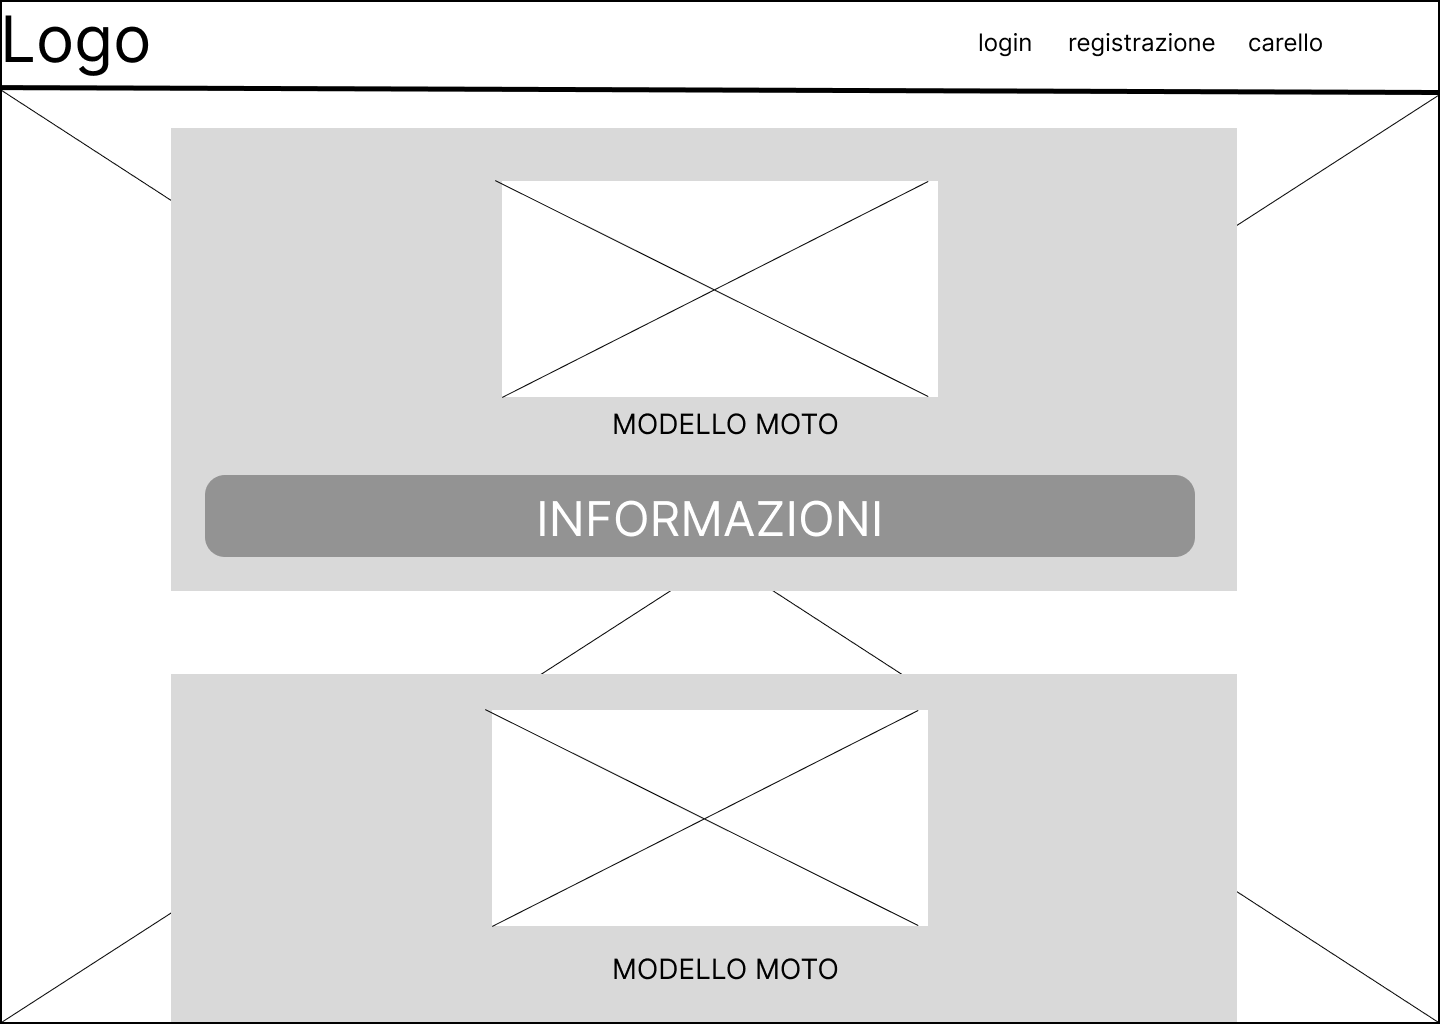 Logo
login registrazione carello
MODELLO MOTO
INFORMAZIONI
MODELLO MOTO